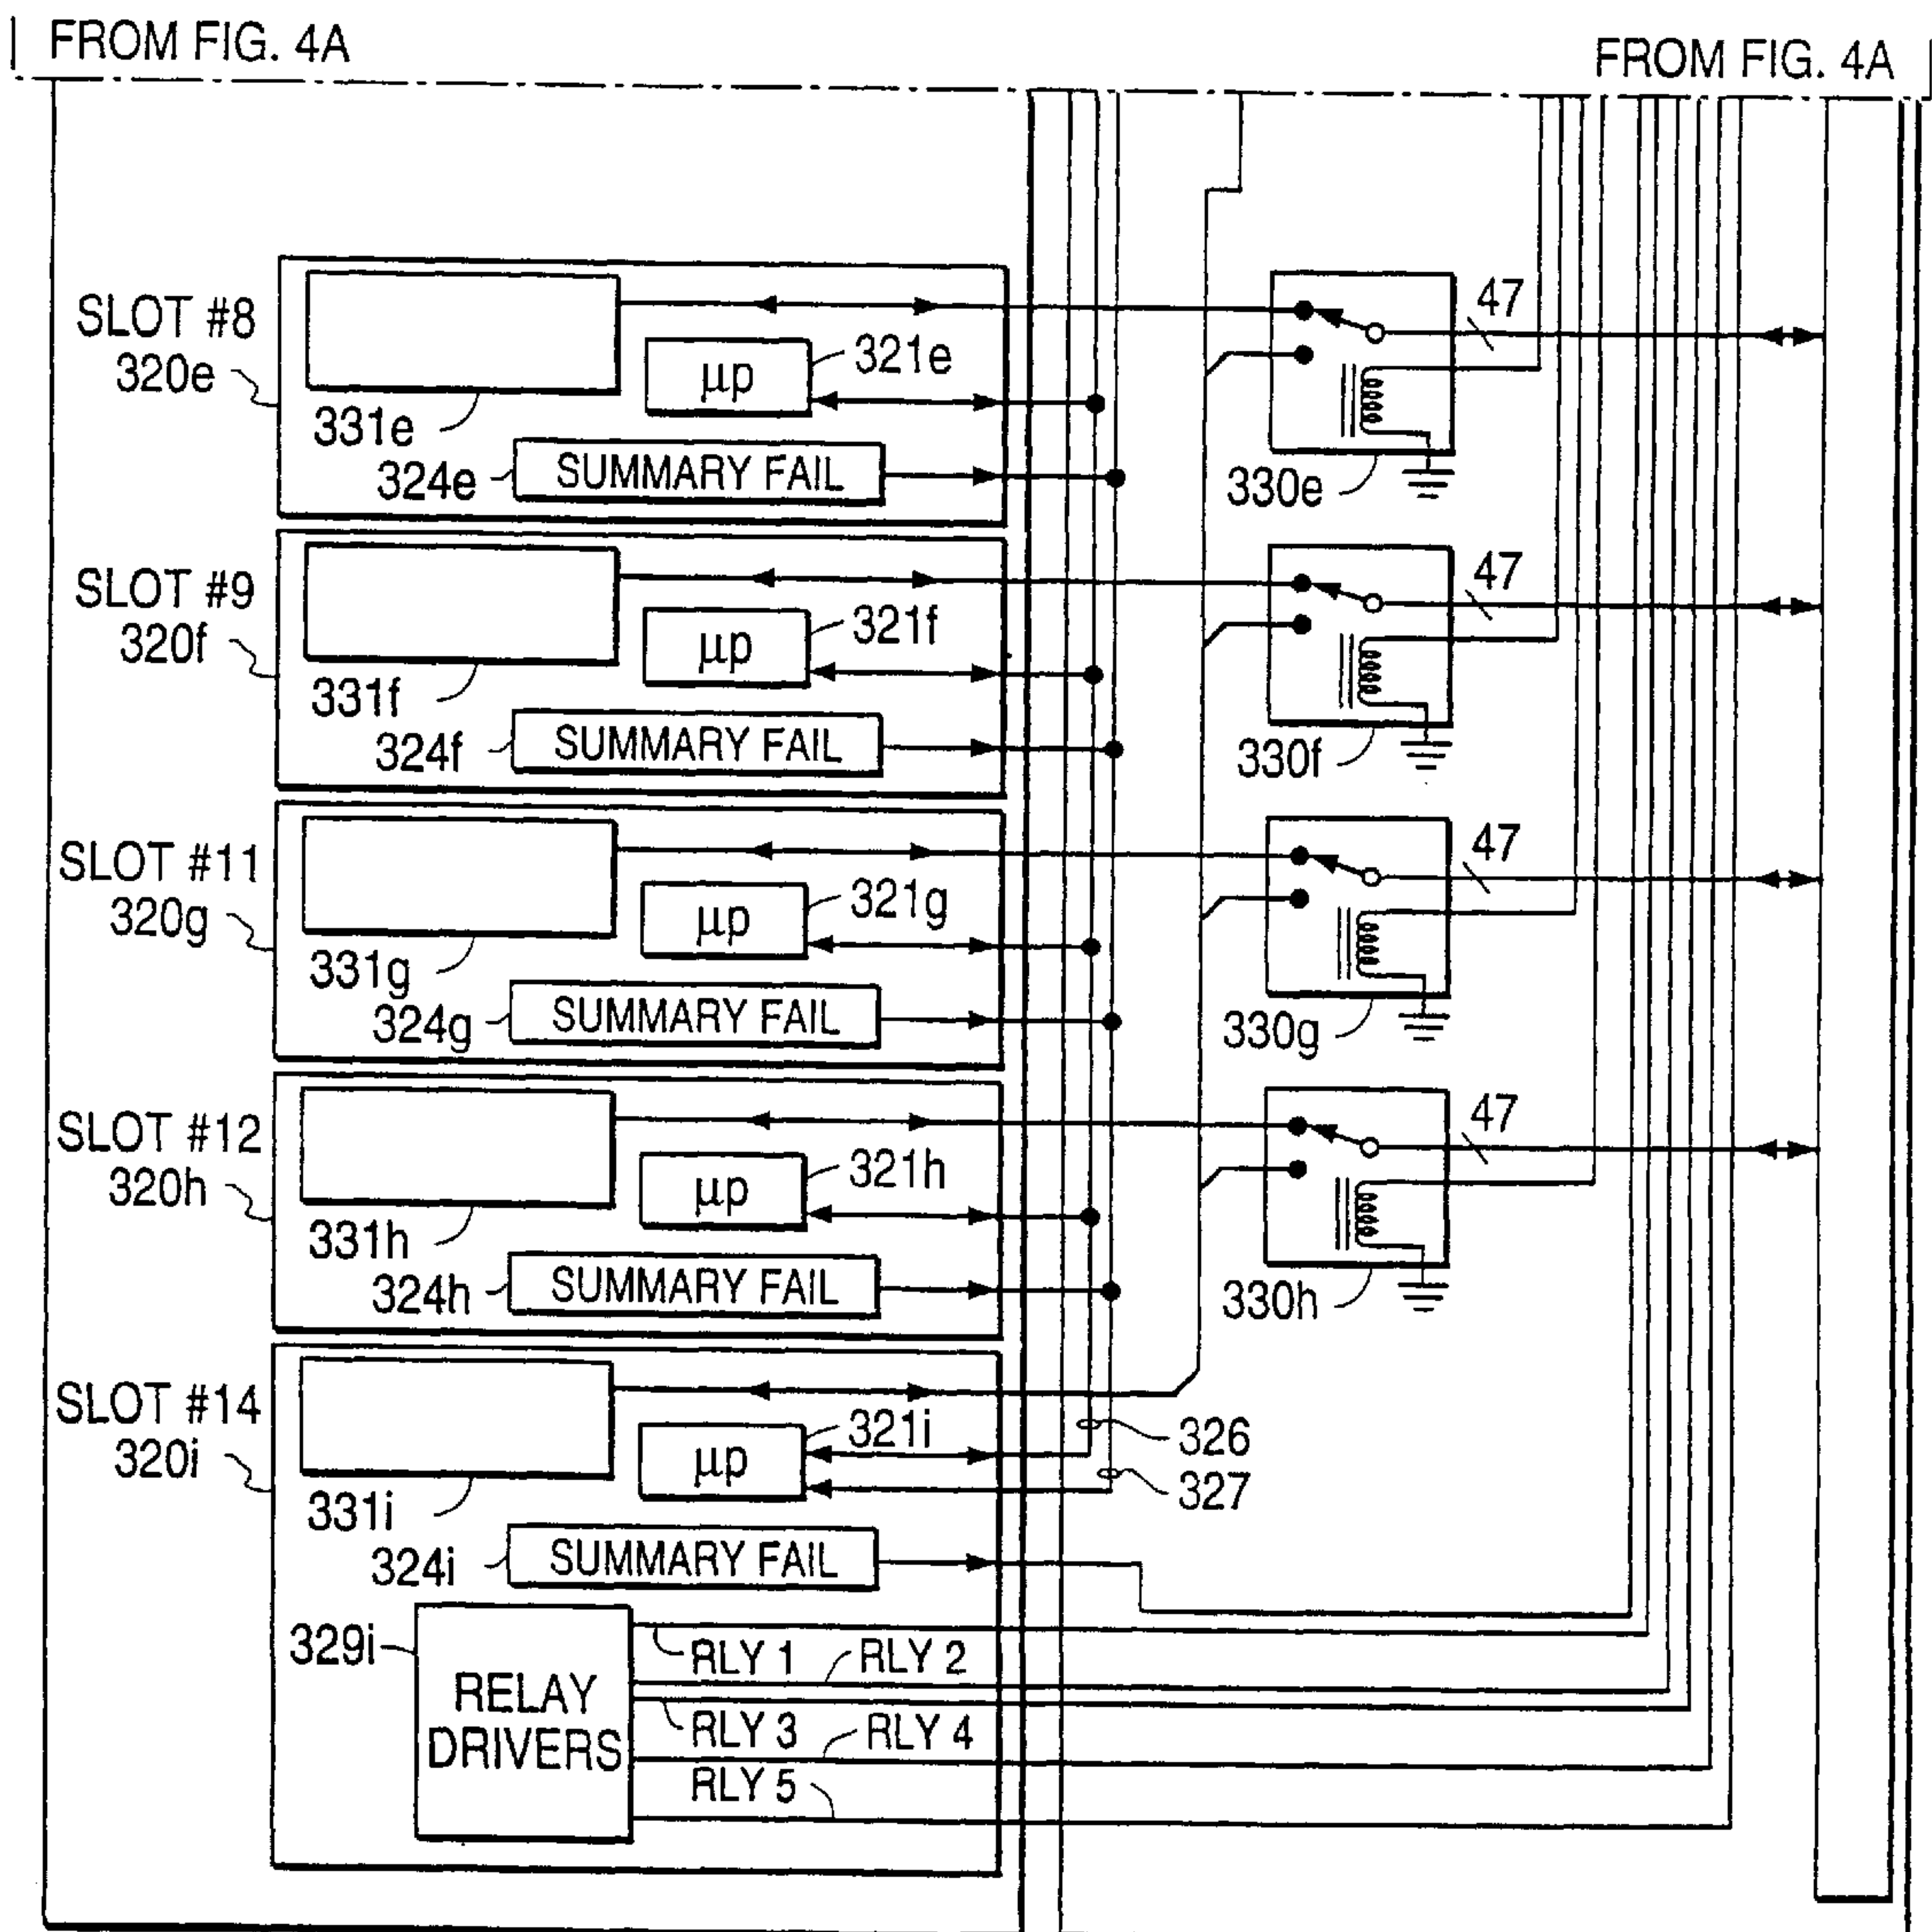 FROM FIG. 4A
FROM FIG. 4A
SLOT #8
320e
331e
µp
321e
324e
SUMMARY FAIL
47
330e
SLOT #9
320f
331f
µp
321f
324f
SUMMARY FAIL
47
330f
SLOT #11
320g
331g
µp
321g
324g
SUMMARY FAIL
47
330g
SLOT #12
320h
331h
µp
321h
324h
SUMMARY FAIL
47
330h
SLOT #14
320i
331i
µp
321i
326
327
324i
SUMMARY FAIL
329i
RELAY
DRIVERS
RLY 1
RLY 2
RLY 3
RLY 4
RLY 5